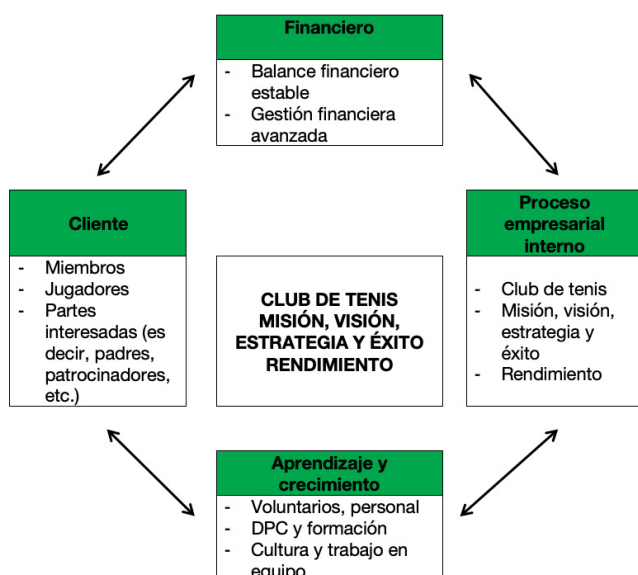 Financiero
- Balance financiero
estable
- Gestión financiera
avanzada
Cliente
- Miembros
- Jugadores
- Partes
interesadas (es
decir, padres,
patrocinadores,
etc.)
CLUB DE TENIS
MISIÓN, VISIÓN,
ESTRATEGIA Y ÉXITO
RENDIMIENTO
Proceso
empresarial
interno
- Club de tenis
- Misión, visión,
estrategia y
éxito
- Rendimiento
Aprendizaje y
crecimiento
- Voluntarios, personal
- DPC y formación
- Cultura y trabajo en
equipo